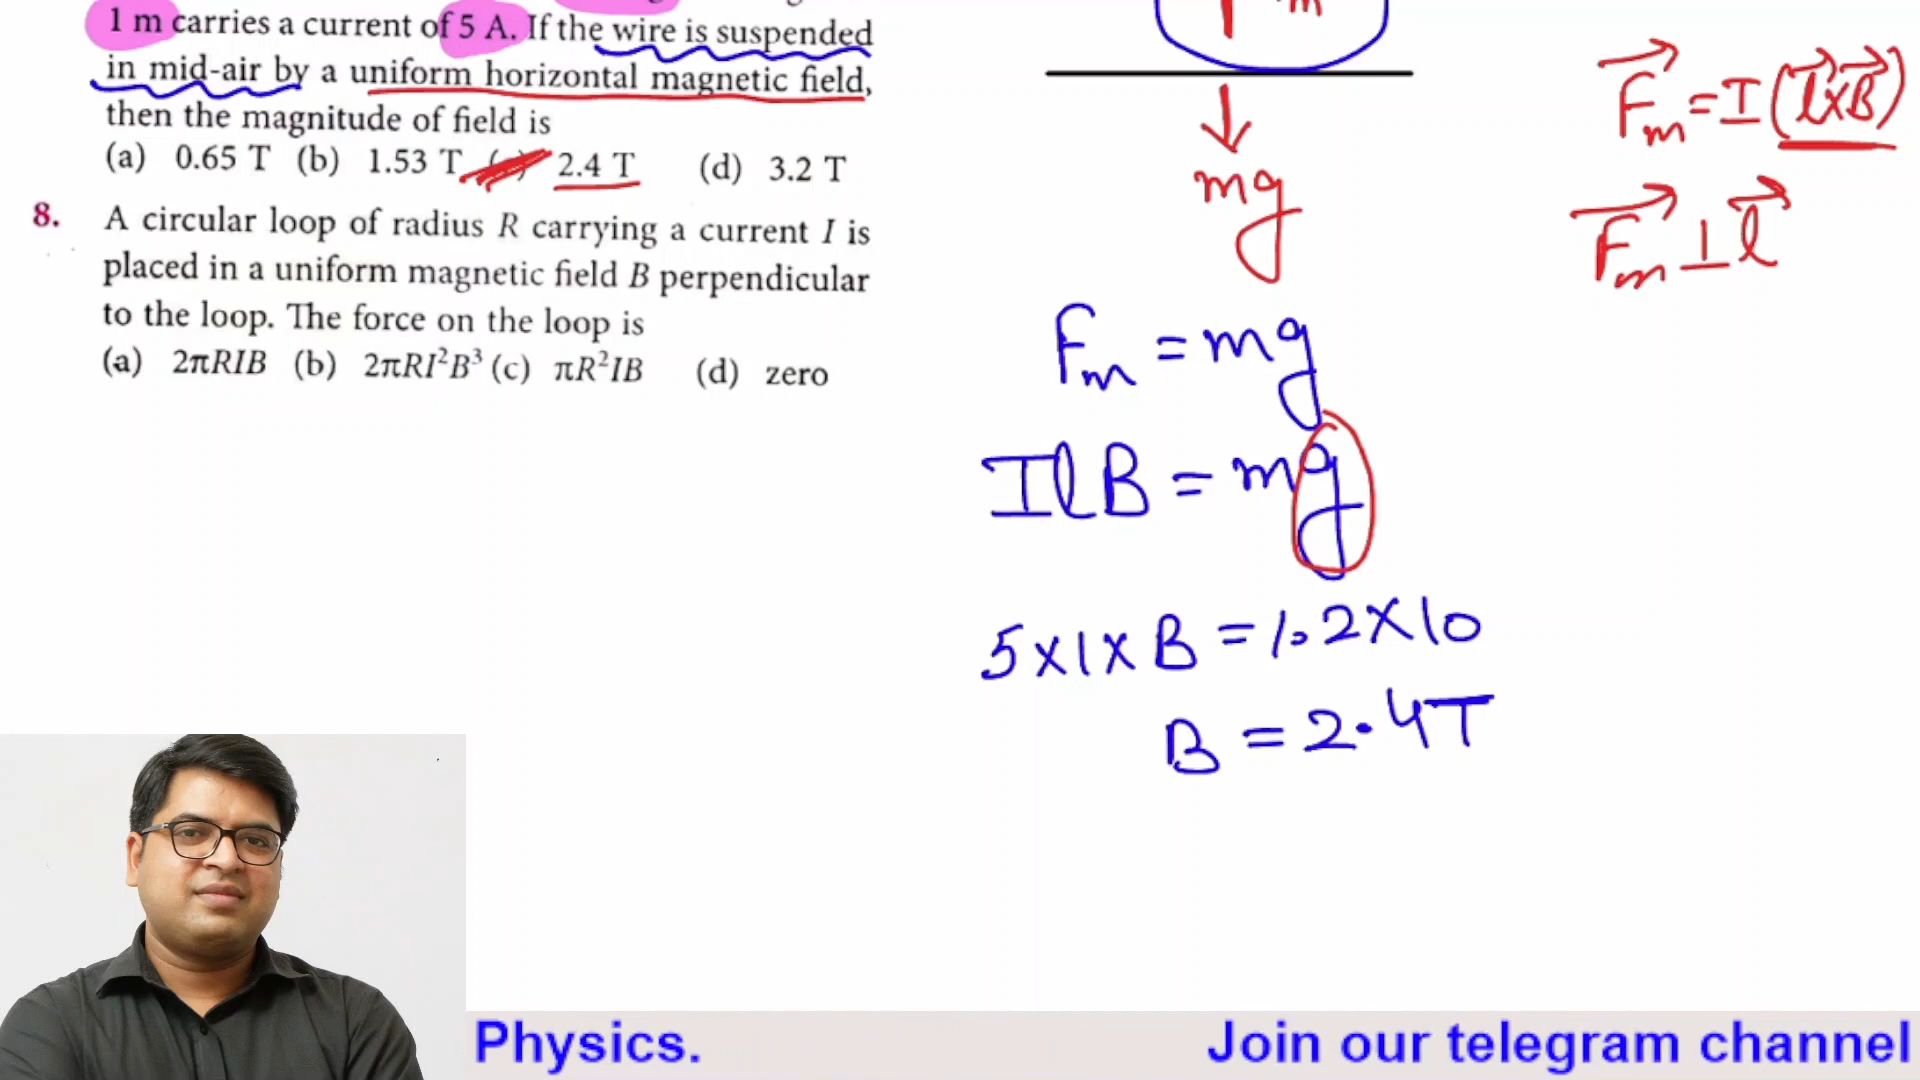 1 m carries a current of 5 A. If the wire is suspended
in mid-air by a uniform horizontal magnetic field,
then the magnitude of field is
(a) 0.65 T (b) 1.53 T 2.4 T (d) 3.2 T
8. A circular loop of radius R carrying a current I is
placed in a uniform magnetic field B perpendicular
to the loop. The force on the loop is
(a) 2πRIB (b) 2πRI²B³ (c) πR²IB (d) zero
m
mg
Fm = mg
IlB = mg
5×1×B = 1.2×10
B = 2.4T
Fm = I(l×B)
Fm ⊥ l
Physics. Join our telegram channel